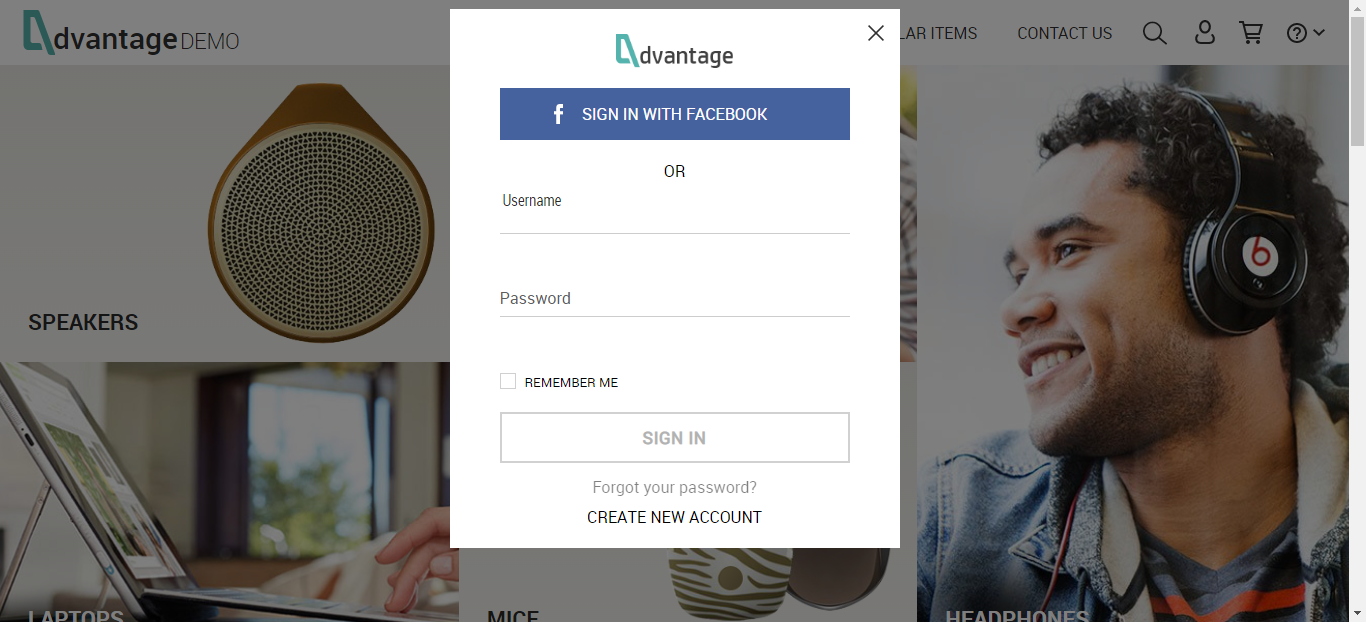 dvantage DEMO
LAR ITEMS
CONTACT US
dvantage
f SIGN IN WITH FACEBOOK
OR
Username
Password
REMEMBER ME
SIGN IN
Forgot your password?
CREATE NEW ACCOUNT
SPEAKERS
LAPTOPS
MICE
HEADPHONES